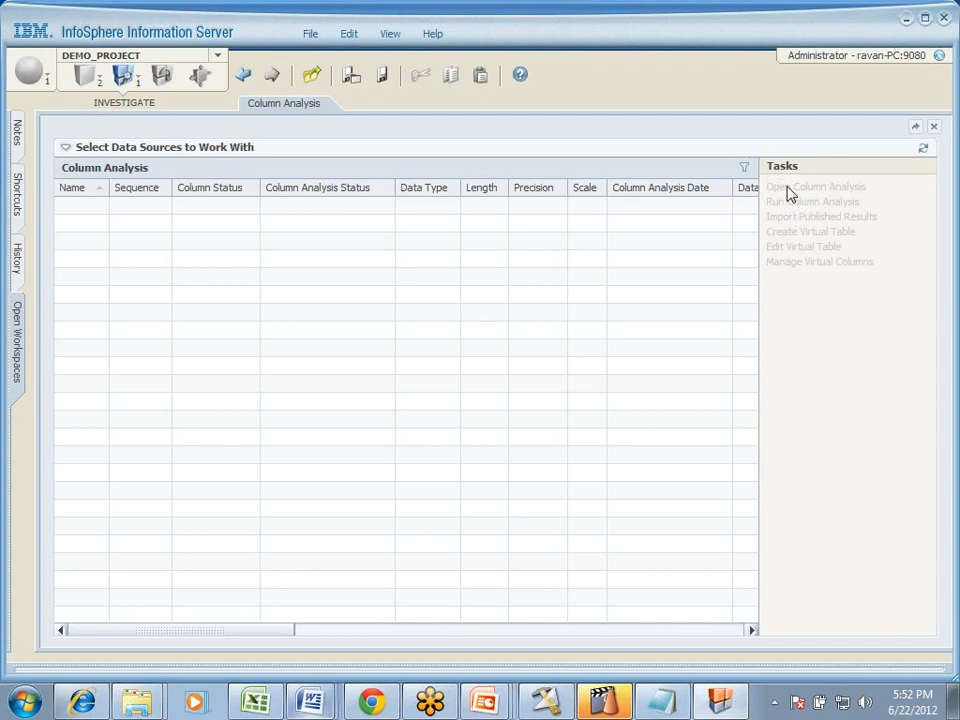 IBM. InfoSphere Information Server
File Edit View Help
DEMO_PROJECT
Administrator - ravan-PC:9080
1
2
1
INVESTIGATE
Column Analysis
Notes
Shortcuts
History
Open Workspaces
Select Data Sources to Work With
Column Analysis
Name Sequence Column Status Column Analysis Status Data Type Length Precision Scale Column Analysis Date Data
Tasks
Open Column Analysis
Run Column Analysis
Import Published Results
Create Virtual Table
Edit Virtual Table
Manage Virtual Columns
5:52 PM
6/22/2012